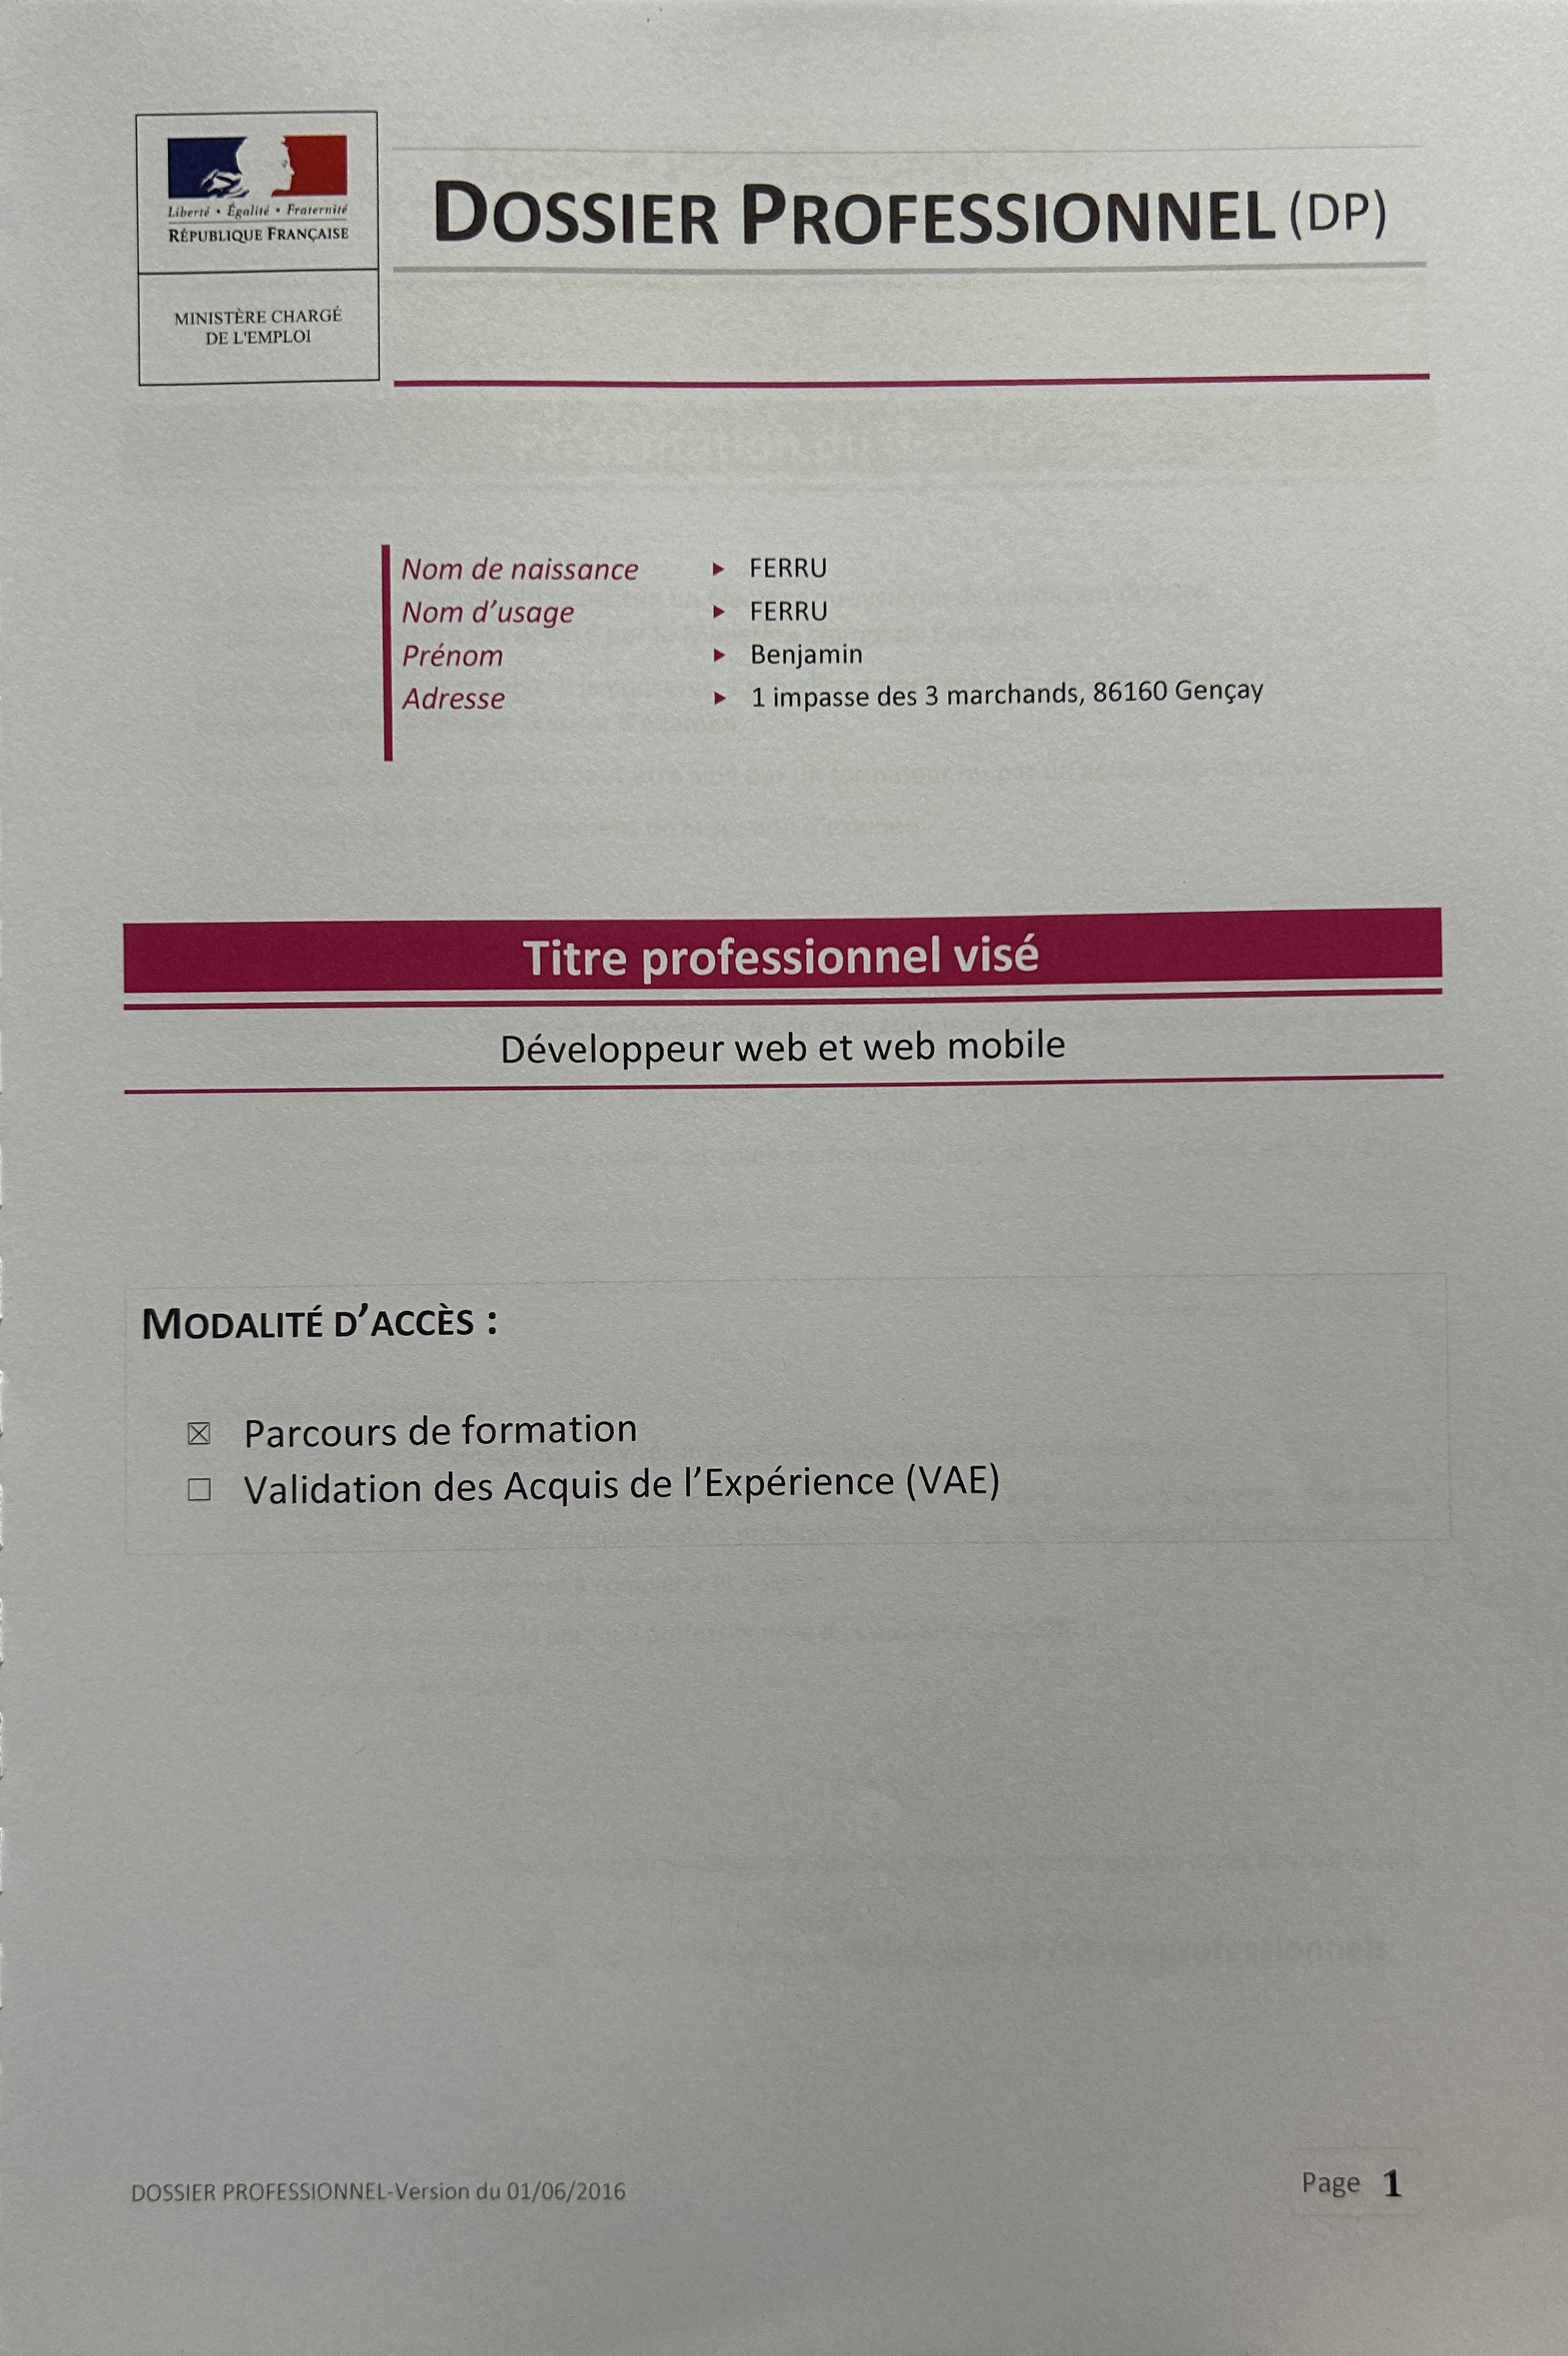 Liberté • Égalité • Fraternité
RÉPUBLIQUE FRANÇAISE
MINISTÈRE CHARGÉ
DE L'EMPLOI
DOSSIER PROFESSIONNEL (DP)
Nom de naissance ▸ FERRU
Nom d’usage ▸ FERRU
Prénom ▸ Benjamin
Adresse ▸ 1 impasse des 3 marchands, 86160 Gençay
Titre professionnel visé
Développeur web et web mobile
MODALITÉ D’ACCÈS :
☒ Parcours de formation
☐ Validation des Acquis de l’Expérience (VAE)
DOSSIER PROFESSIONNEL-Version du 01/06/2016
Page 1